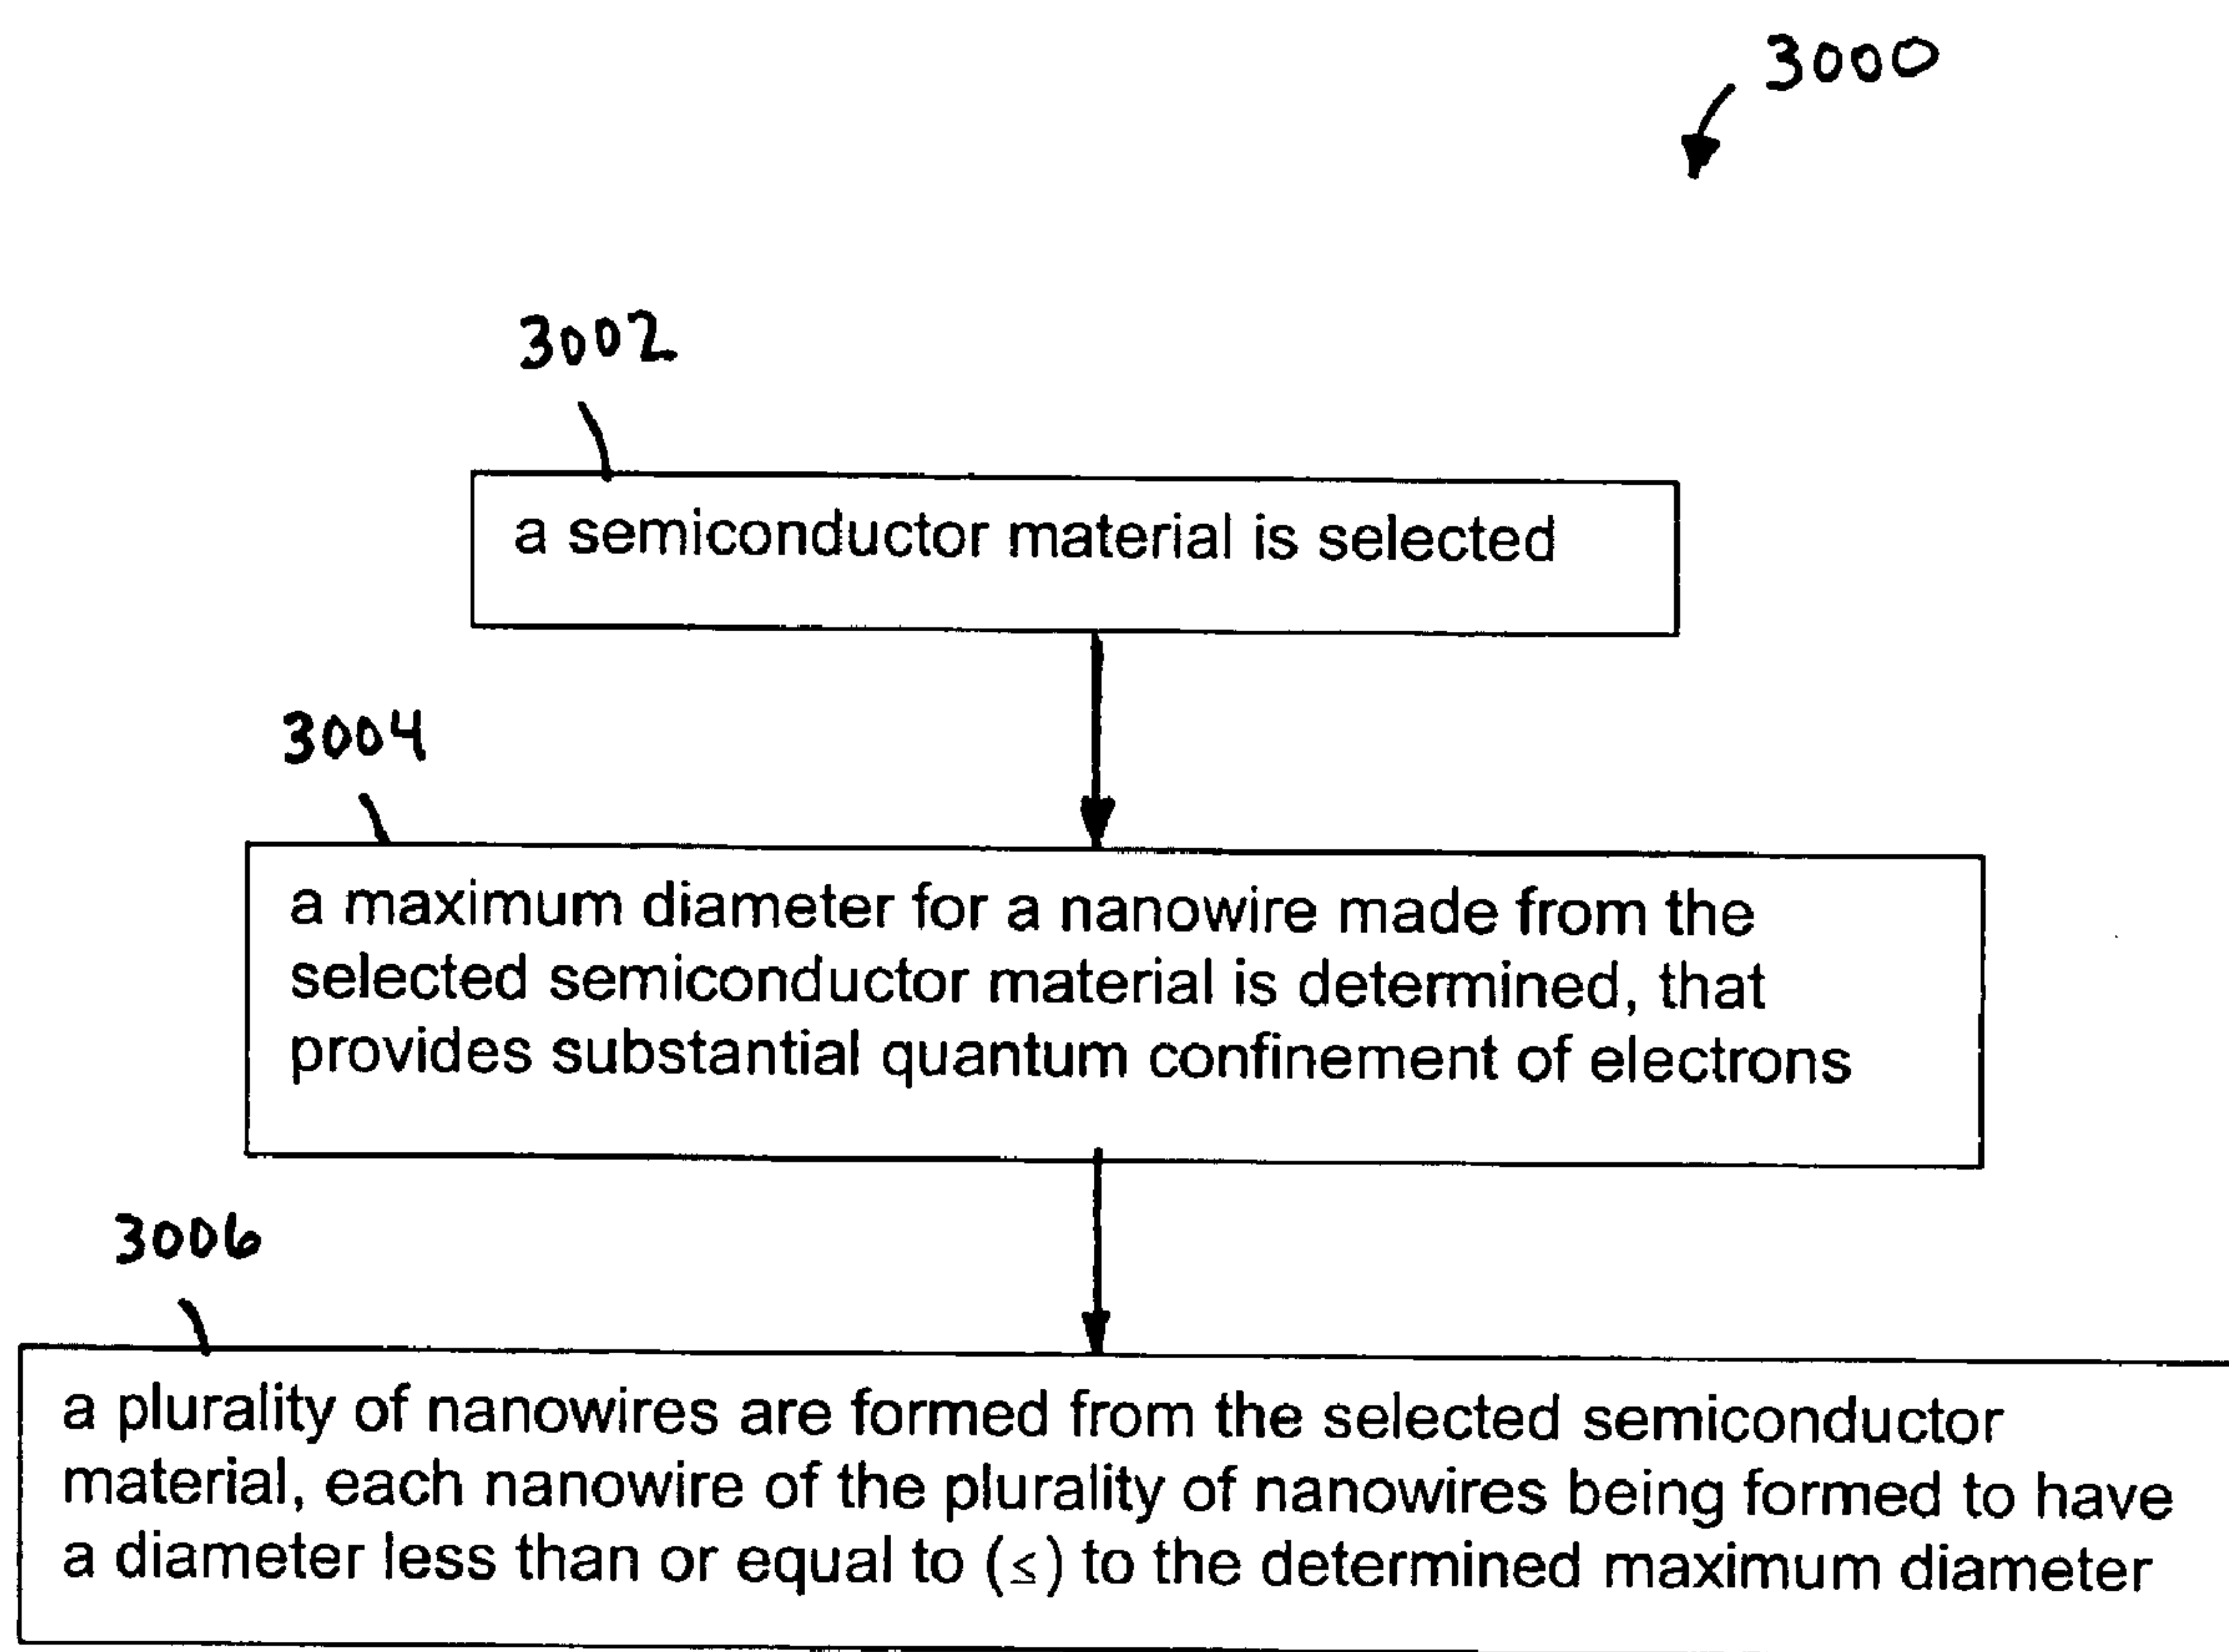 3000
3002
a semiconductor material is selected
3004
a maximum diameter for a nanowire made from the
selected semiconductor material is determined, that
provides substantial quantum confinement of electrons
3006
a plurality of nanowires are formed from the selected semiconductor
material, each nanowire of the plurality of nanowires being formed to have
a diameter less than or equal to (≤) to the determined maximum diameter